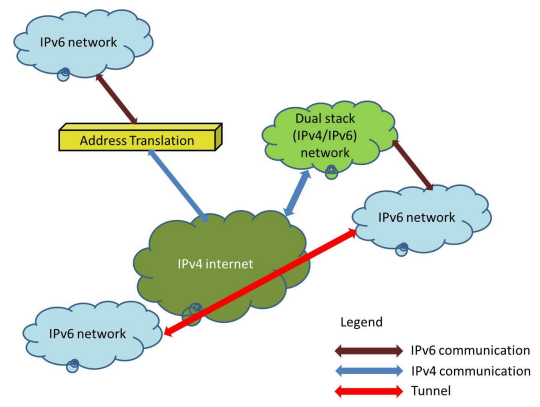 IPv6 network
Address Translation
Dual stack
(IPv4/IPv6)
network
IPv6 network
IPv4 internet
IPv6 network
Legend
IPv6 communication
IPv4 communication
Tunnel